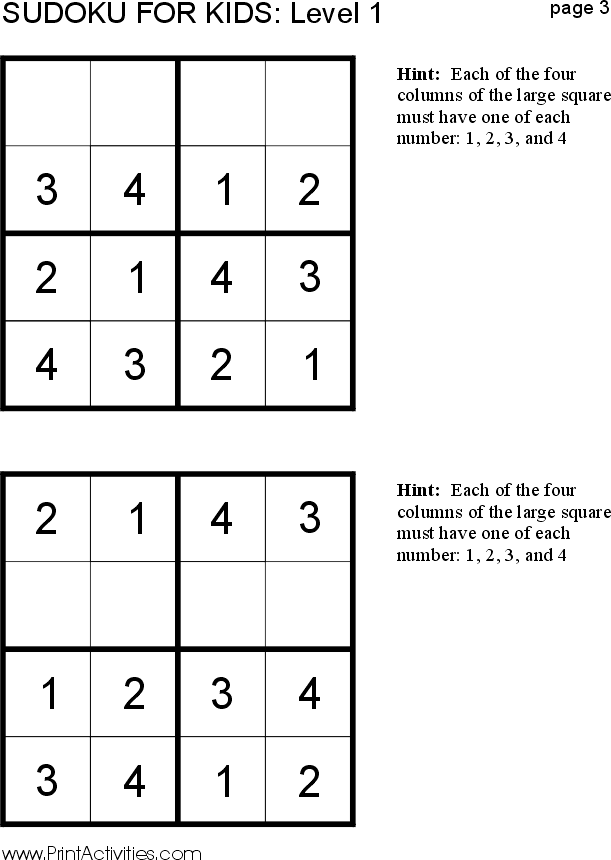 SUDOKU FOR KIDS: Level 1
page 3
Hint: Each of the four
columns of the large square
must have one of each
number: 1, 2, 3, and 4
3 4 1 2
2 1 4 3
4 3 2 1
Hint: Each of the four
columns of the large square
must have one of each
number: 1, 2, 3, and 4
2 1 4 3
1 2 3 4
3 4 1 2
www.PrintActivities.com